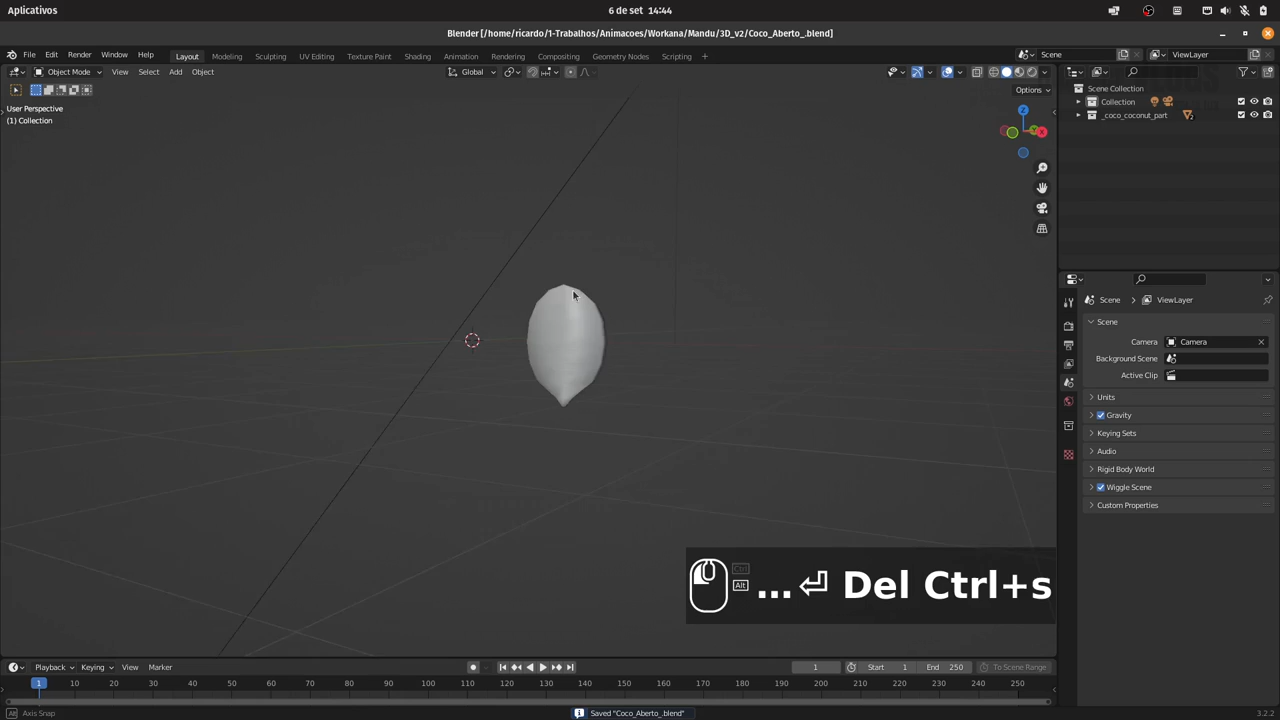 Aplicativos
6 de set 14:44
Blender [/home/ricardo/1-Trabalhos/Animacoes/Workana/Mandu/3D_v2/Coco_Aberto_.blend]
File Edit Render Window Help
Layout Modeling Sculpting UV Editing Texture Paint Shading Animation Rendering Compositing Geometry Nodes Scripting +
Scene
ViewLayer
Object Mode View Select Add Object
Global
Options
User Perspective
(1) Collection
Z
X
Y
Scene Collection
Collection
_coco_coconut_part
2
Scene > ViewLayer
Scene
Camera Camera
Background Scene
Active Clip
Units
Gravity
Keying Sets
Audio
Rigid Body World
Wiggle Scene
Custom Properties
Ctrl
Alt
...⏎ Del Ctrl+s
Playback Keying View Marker
1
Start 1
End 250
To Scene Range
1 10 20 30 40 50 60 70 80 90 100 110 120 130 140 150 160 170 180 190 200 210 220 230 240 250
Alt Axis Snap
Saved "Coco_Aberto_.blend"
3.2.2